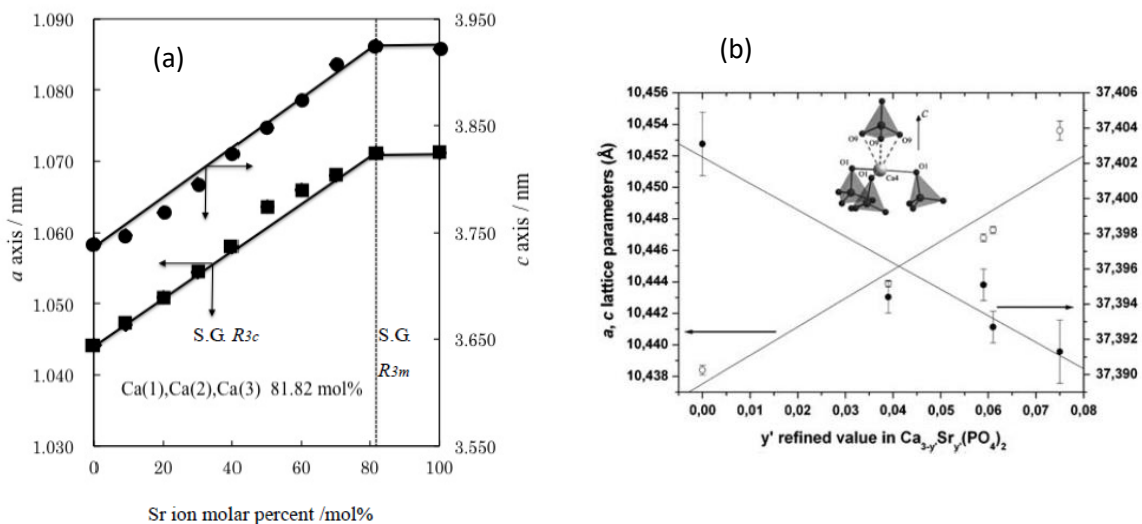 (a)
1.090
1.080
1.070
1.060
1.050
1.040
1.030
a axis / nm
3.950
3.850
3.750
3.650
3.550
c axis / nm
S.G. R3c
S.G.
R3m
Ca(1),Ca(2),Ca(3) 81.82 mol%
0 20 40 60 80 100
Sr ion molar percent /mol%
(b)
10,456
10,454
10,452
10,450
10,448
10,446
10,444
10,442
10,440
10,438
a, c lattice parameters (Å)
37,406
37,404
37,402
37,400
37,398
37,396
37,394
37,392
37,390
C
O9 O9
O9
O1 Ca4 O1
O1
0,00 0,01 0,02 0,03 0,04 0,05 0,06 0,07 0,08
y' refined value in Ca3-y'Sry'(PO4)2